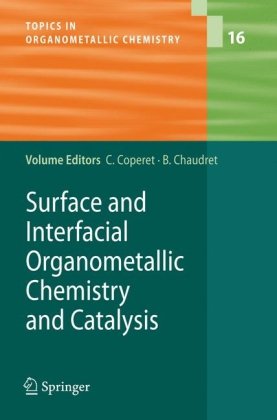 TOPICS IN
ORGANOMETALLIC CHEMISTRY
16
Volume Editors C. Coperet · B. Chaudret
Surface and
Interfacial
Organometallic
Chemistry
and Catalysis
Springer